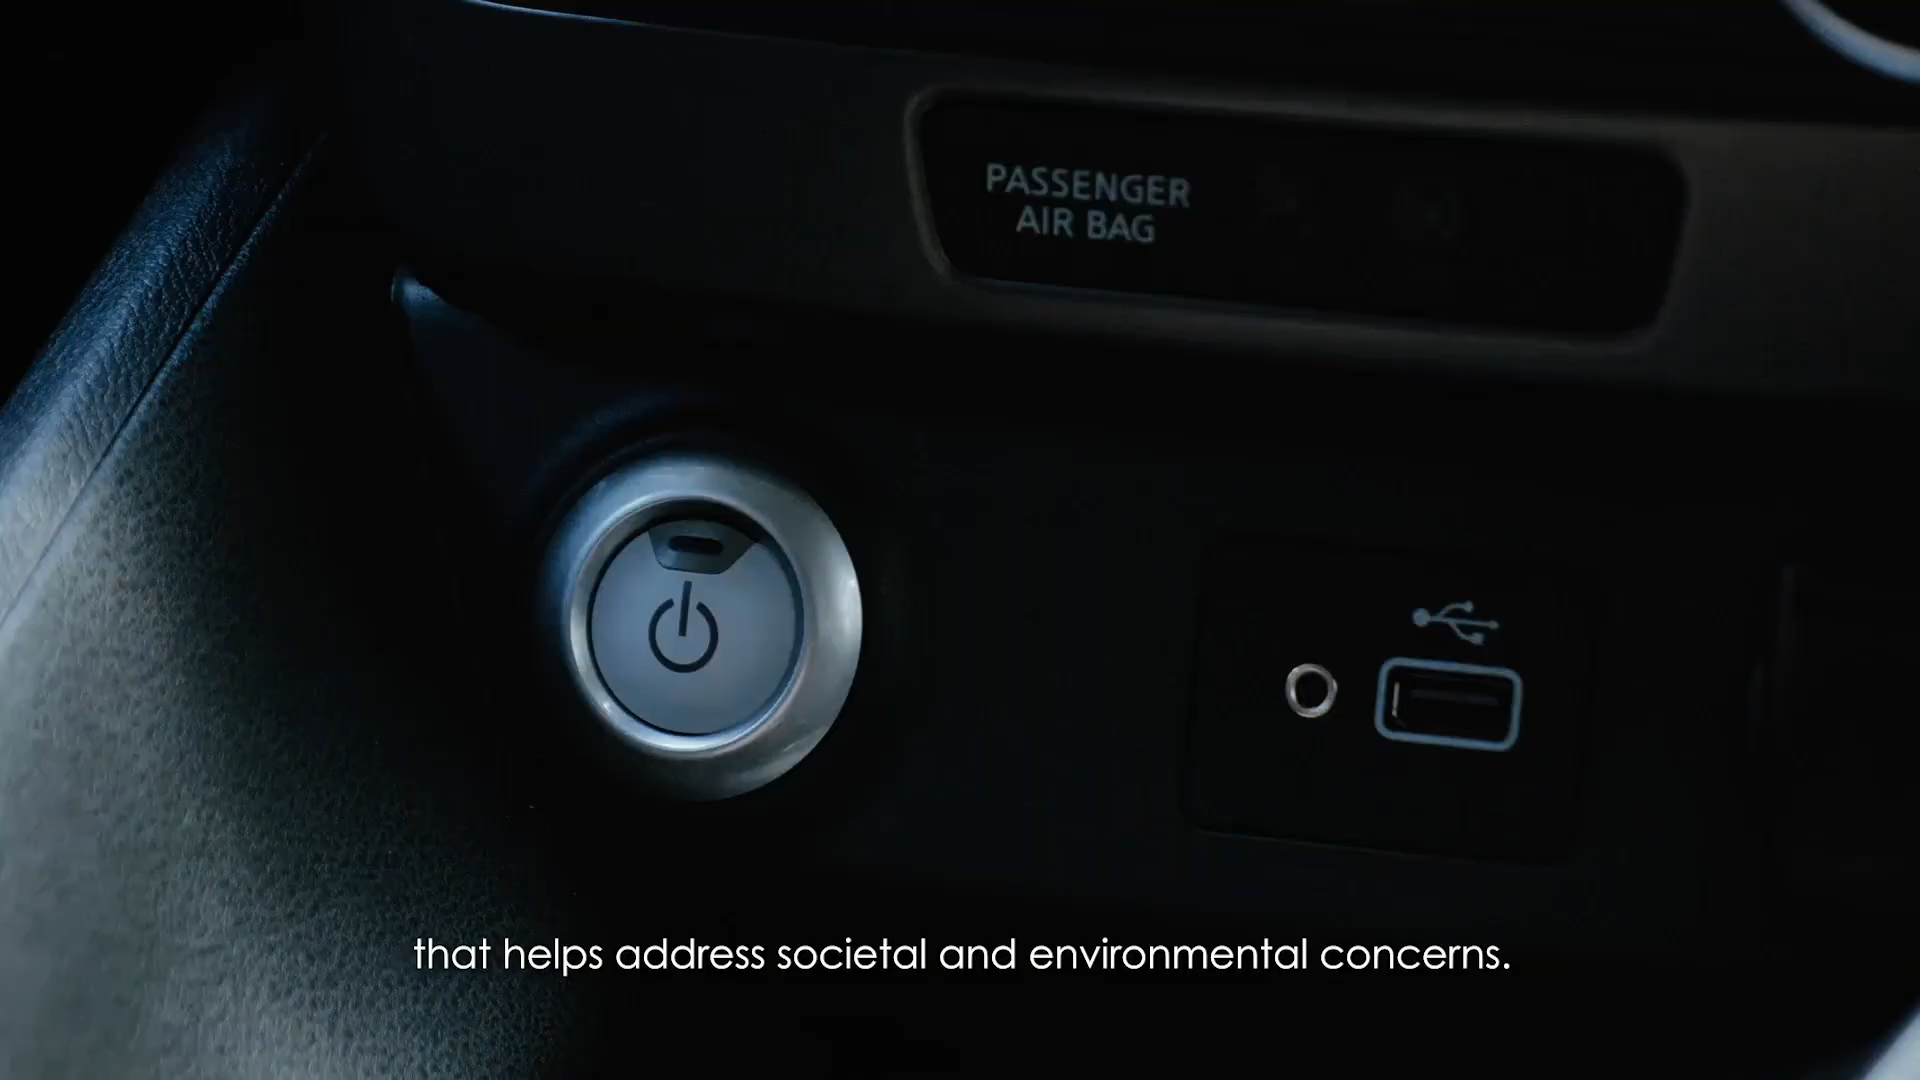 PASSENGER
AIR BAG
that helps address societal and environmental concerns.